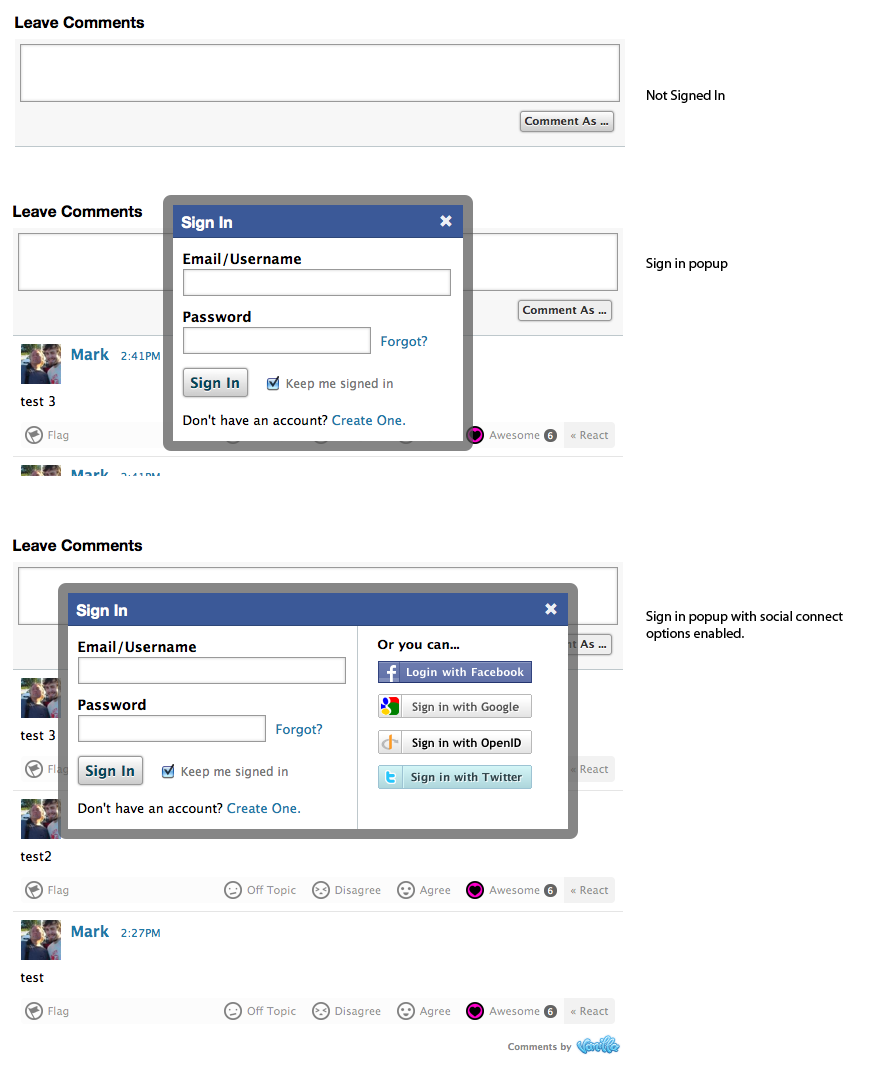 Leave Comments
Comment As ...
Not Signed In
Leave Comments
Sign In
Email/Username
Password
Forgot?
Sign In
Keep me signed in
Don't have an account? Create One.
Comment As ...
Sign in popup
Mark 2:41PM
test 3
Flag
Awesome 6 « React
Mark 2:41PM
Leave Comments
Sign In
Email/Username
Password
Forgot?
Sign In
Keep me signed in
Don't have an account? Create One.
Or you can...
Login with Facebook
Sign in with Google
Sign in with OpenID
Sign in with Twitter
As ...
Sign in popup with social connect
options enabled.
test 3
Flag
React
test2
Flag Off Topic Disagree Agree Awesome 6 « React
Mark 2:27PM
test
Flag Off Topic Disagree Agree Awesome 6 « React
Comments by Vanilla